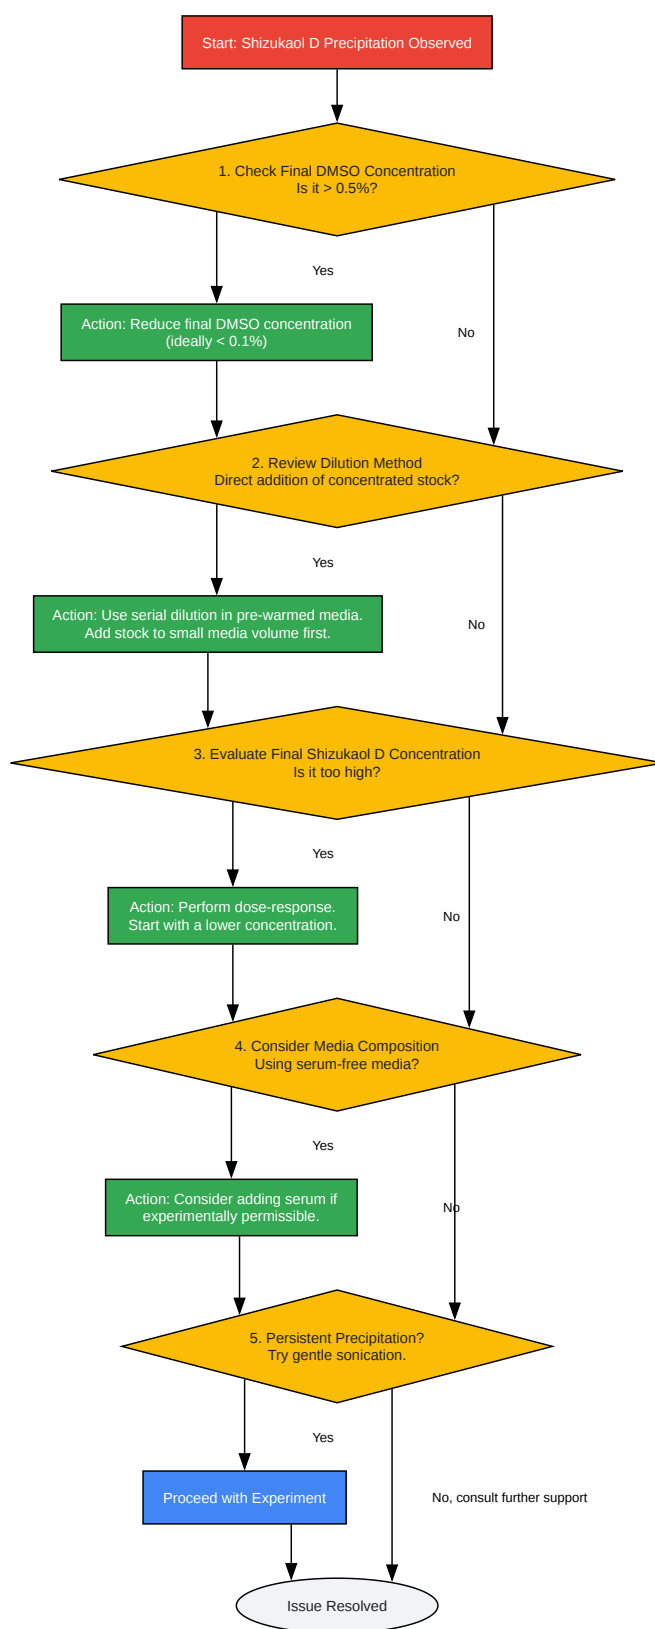 Start: Shizukaol D Precipitation Observed
1. Check Final DMSO Concentration
Is it > 0.5%?
Yes
Action: Reduce final DMSO concentration
(ideally < 0.1%)
No
2. Review Dilution Method
Direct addition of concentrated stock?
Yes
Action: Use serial dilution in pre-warmed media.
Add stock to small media volume first.
No
3. Evaluate Final Shizukaol D Concentration
Is it too high?
Yes
Action: Perform dose-response.
Start with a lower concentration.
No
4. Consider Media Composition
Using serum-free media?
Yes
Action: Consider adding serum if
experimentally permissible.
No
5. Persistent Precipitation?
Try gentle sonication.
Yes
Proceed with Experiment
No, consult further support
Issue Resolved